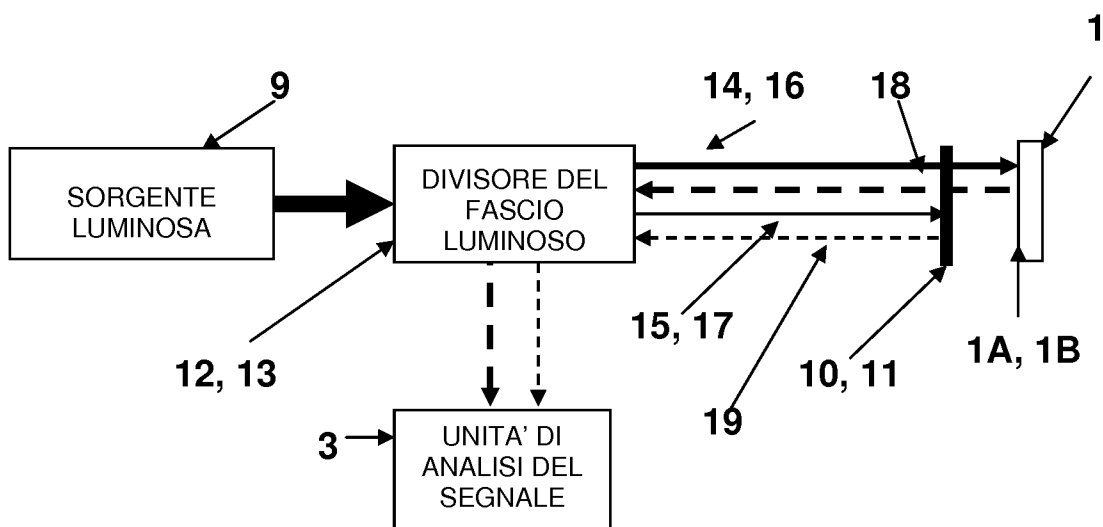 1
9
14, 16
18
SORGENTE
LUMINOSA
DIVISORE DEL
FASCIO
LUMINOSO
15, 17
1A, 1B
12, 13
10, 11
19
3
UNITA' DI
ANALISI DEL
SEGNALE